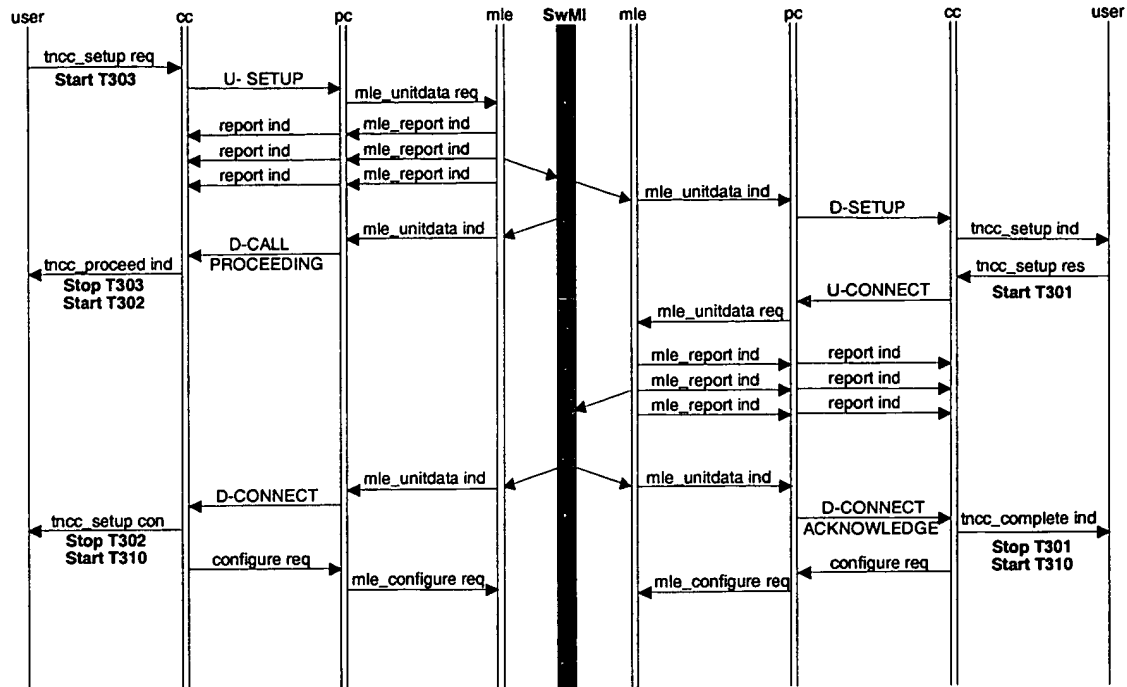 user cc pc mle SwMI mle pc cc user
tncc_setup req
Start T303
U- SETUP
mle_unitdata req
report ind
mle_report ind
report ind
mle_report ind
report ind
mle_report ind
mle_unitdata ind
D-SETUP
tncc_setup ind
mle_unitdata ind
D-CALL
PROCEEDING
tncc_proceed ind
Stop T303
Start T302
tncc_setup res
Start T301
U-CONNECT
mle_unitdata req
mle_report ind
report ind
mle_report ind
report ind
mle_report ind
report ind
mle_unitdata ind
mle_unitdata ind
D-CONNECT
tncc_setup con
Stop T302
Start T310
D-CONNECT
ACKNOWLEDGE
tncc_complete ind
Stop T301
Start T310
configure req
mle_configure req
configure req
mle_configure req